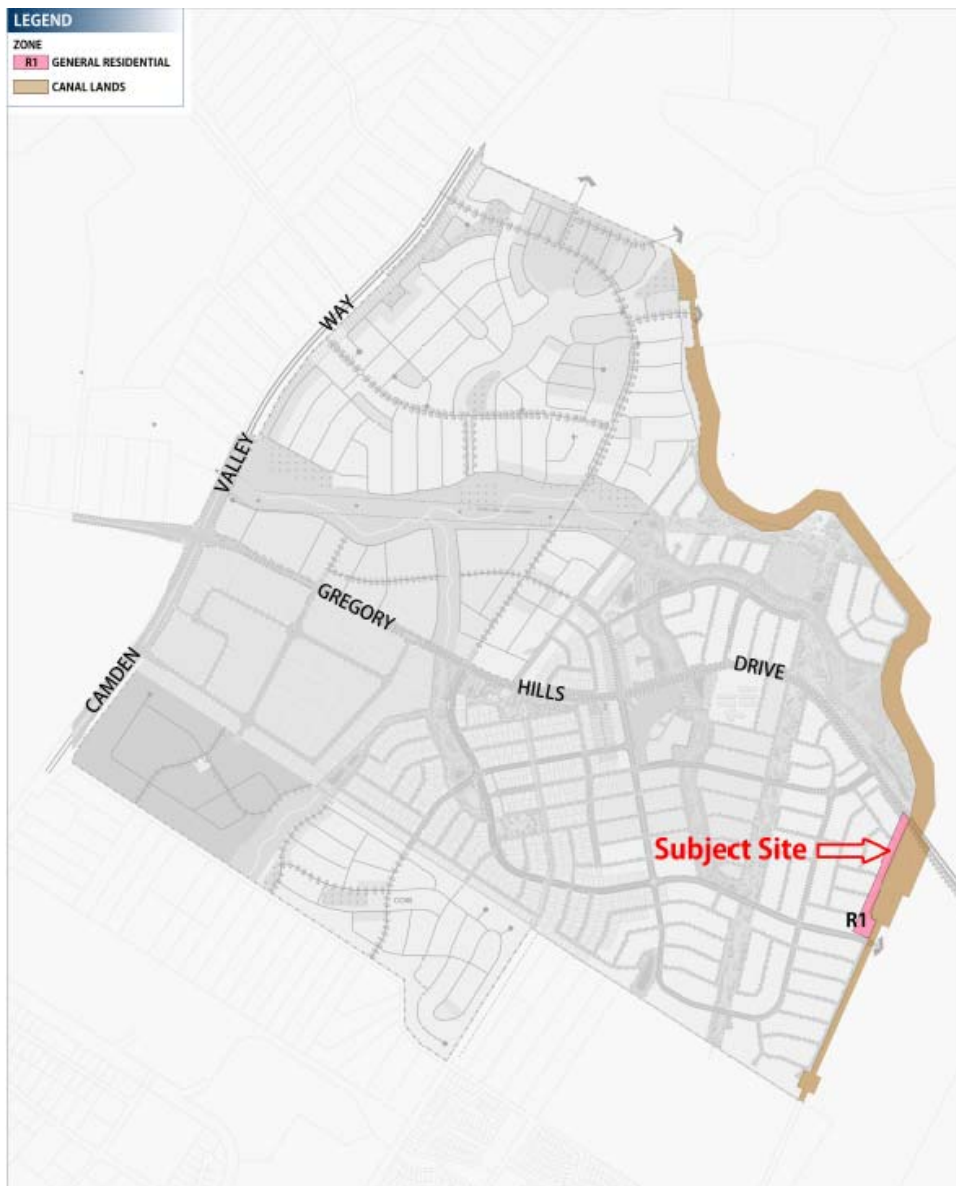 LEGEND
ZONE
R1 GENERAL RESIDENTIAL
CANAL LANDS
WAY
VALLEY
GREGORY
CAMDEN
HILLS
DRIVE
Subject Site
R1